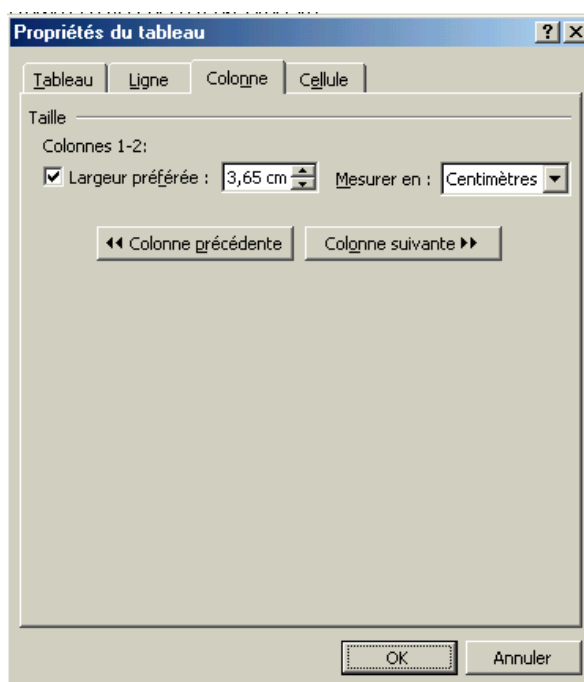 Propriétés du tableau
Tableau Ligne Colonne Cellule
Taille
Colonnes 1-2:
Largeur préférée : 3,65 cm Mesurer en : Centimètres
Colonne précédente Colonne suivante
OK Annuler